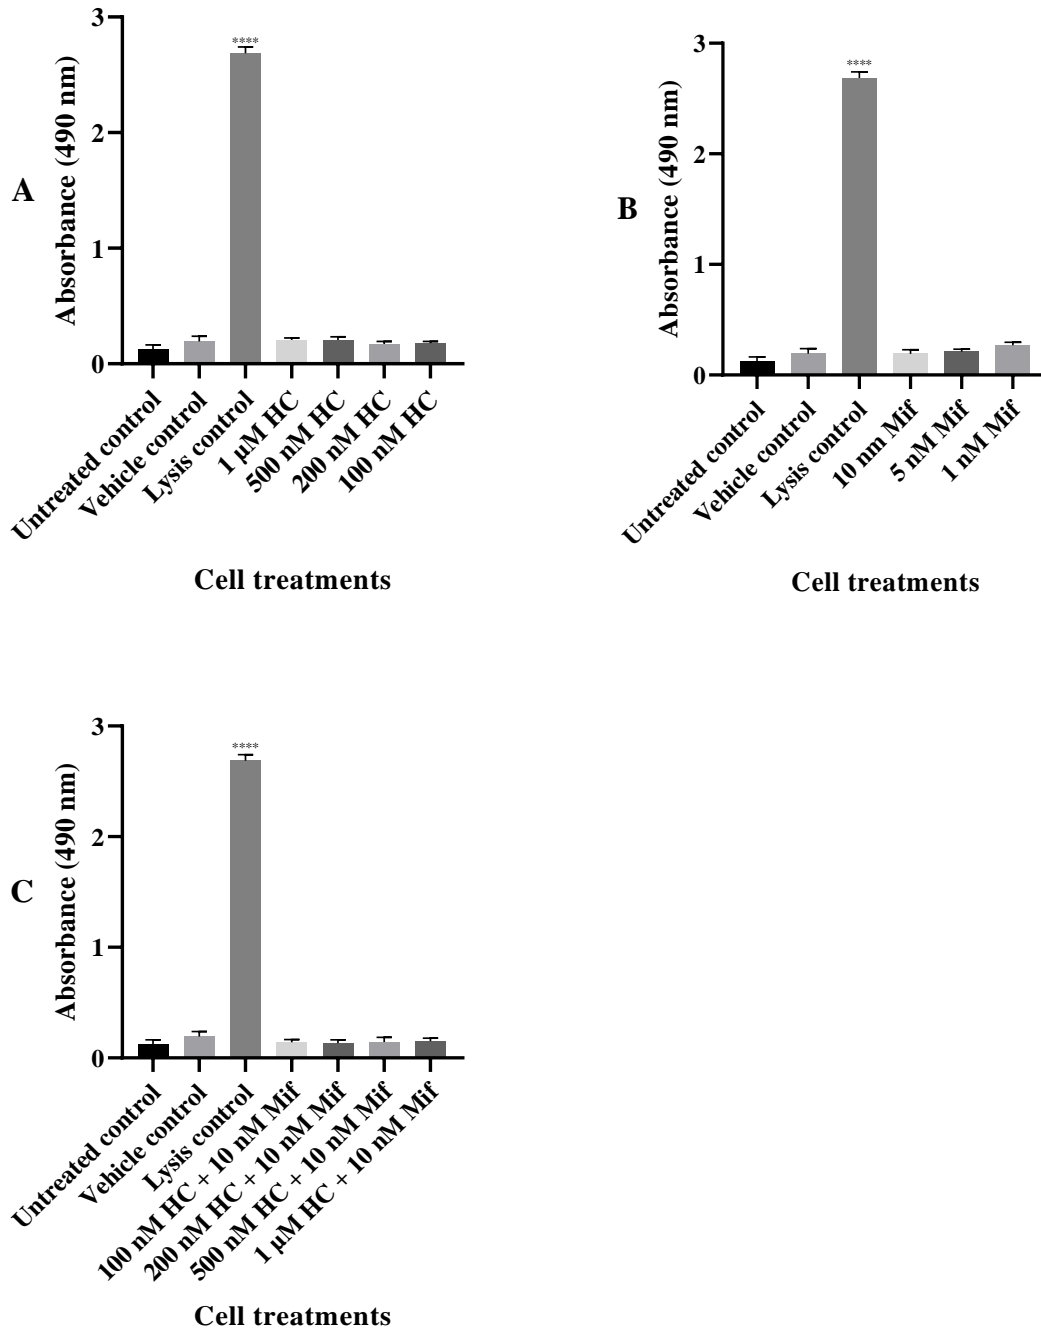 A
Absorbance (490 nm)
3
2
1
0
****
Untreated control
Vehicle control
Lysis control
1 µM HC
500 nM HC
200 nM HC
100 nM HC
Cell treatments
B
Absorbance (490 nm)
3
2
1
0
****
Untreated control
Vehicle control
Lysis control
10 nm Mif
5 nM Mif
1 nM Mif
Cell treatments
C
Absorbance (490 nm)
3
2
1
0
****
Untreated control
Vehicle control
Lysis control
100 nM HC + 10 nM Mif
200 nM HC + 10 nM Mif
500 nM HC + 10 nM Mif
1 µM HC + 10 nM Mif
Cell treatments